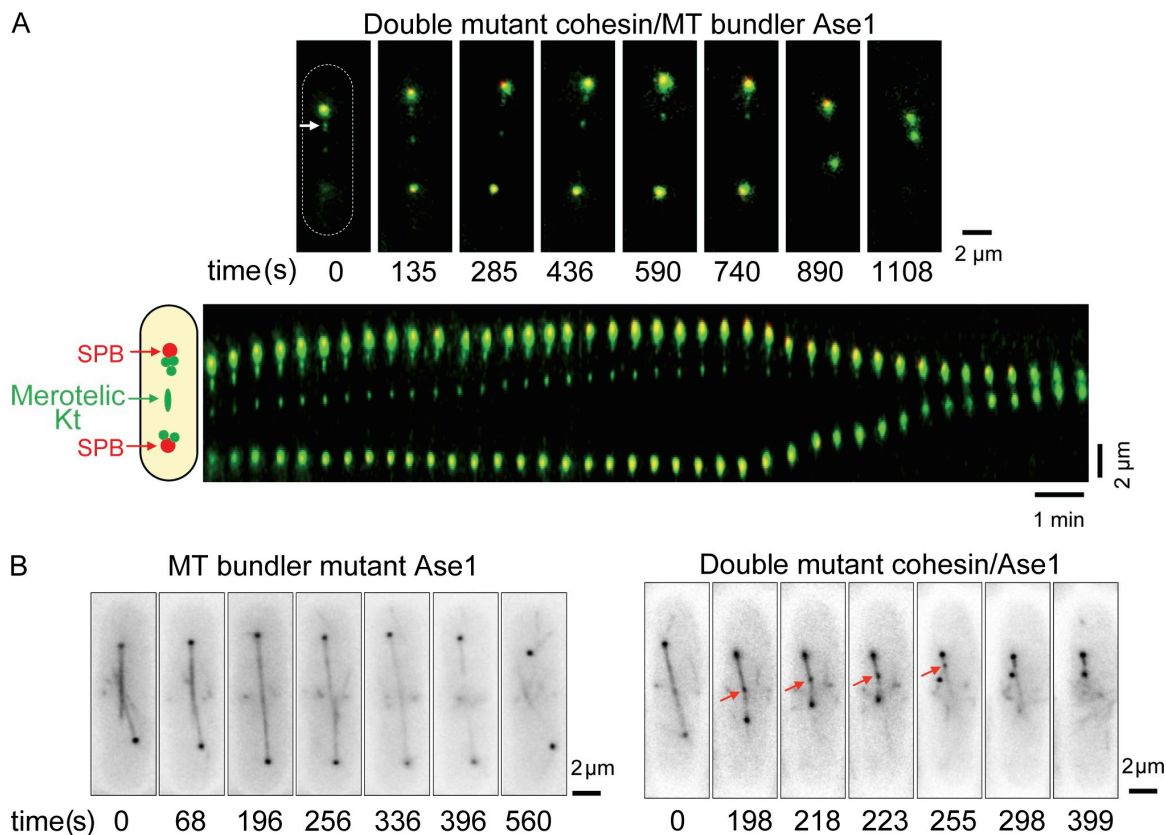 A
Double mutant cohesin/MT bundler Ase1
2 µm
time(s) 0 135 285 436 590 740 890 1108
SPB
Merotelic
Kt
SPB
2 µm
1 min
B
MT bundler mutant Ase1
Double mutant cohesin/Ase1
2µm
2µm
time(s) 0 68 196 256 336 396 560
0 198 218 223 255 298 399